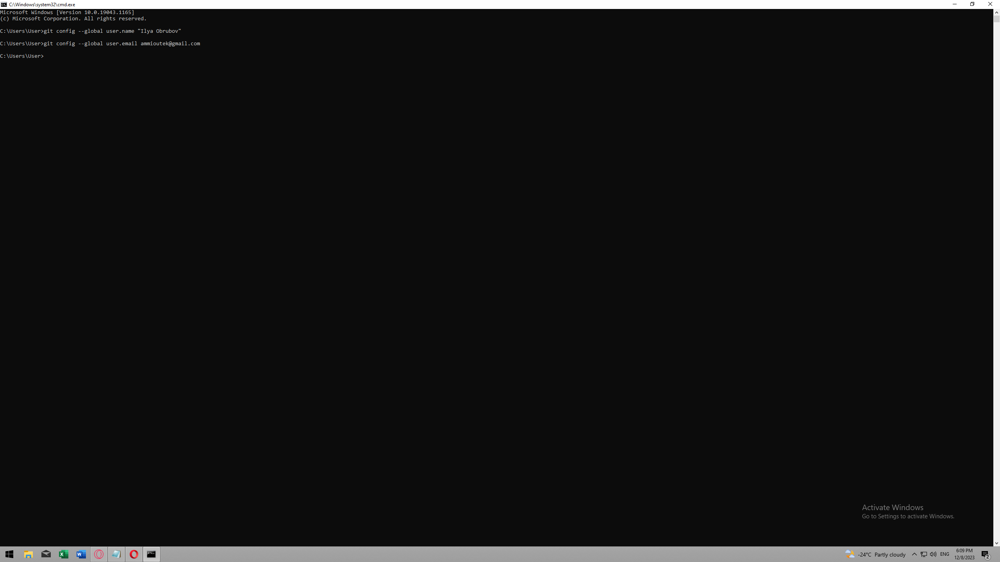 C:\Windows\system32\cmd.exe
Microsoft Windows [Version 10.0.19043.1165]
(c) Microsoft Corporation. All rights reserved.
C:\Users\User>git config --global user.name "Ilya Obrubov"
C:\Users\User>git config --global user.email ammioutek@gmail.com
C:\Users\User>
Activate Windows
Go to Settings to activate Windows.
-24°C Partly cloudy
ENG
6:09 PM
12/8/2023
2